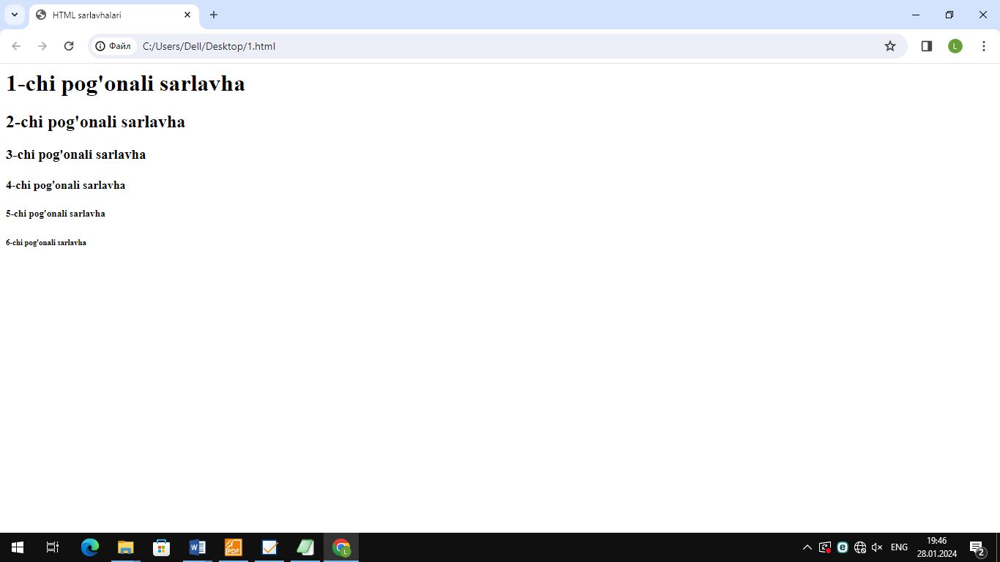 HTML sarlavhalari
Файл
C:/Users/Dell/Desktop/1.html
L
1-chi pog'onali sarlavha
2-chi pog'onali sarlavha
3-chi pog'onali sarlavha
4-chi pog'onali sarlavha
5-chi pog'onali sarlavha
6-chi pog'onali sarlavha
W
PDF
L
e
ENG
19:46
28.01.2024
2